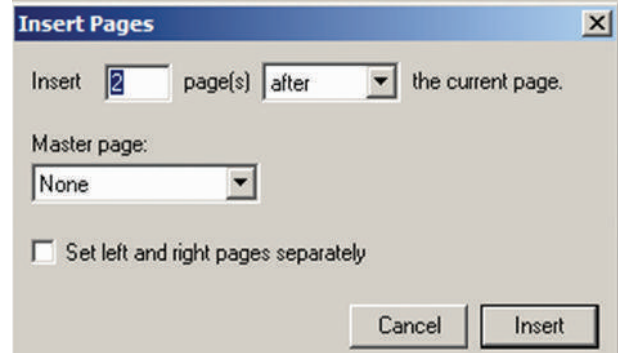 Insert Pages
Insert 2 page(s) after the current page.
Master page:
None
Set left and right pages separately
Cancel Insert